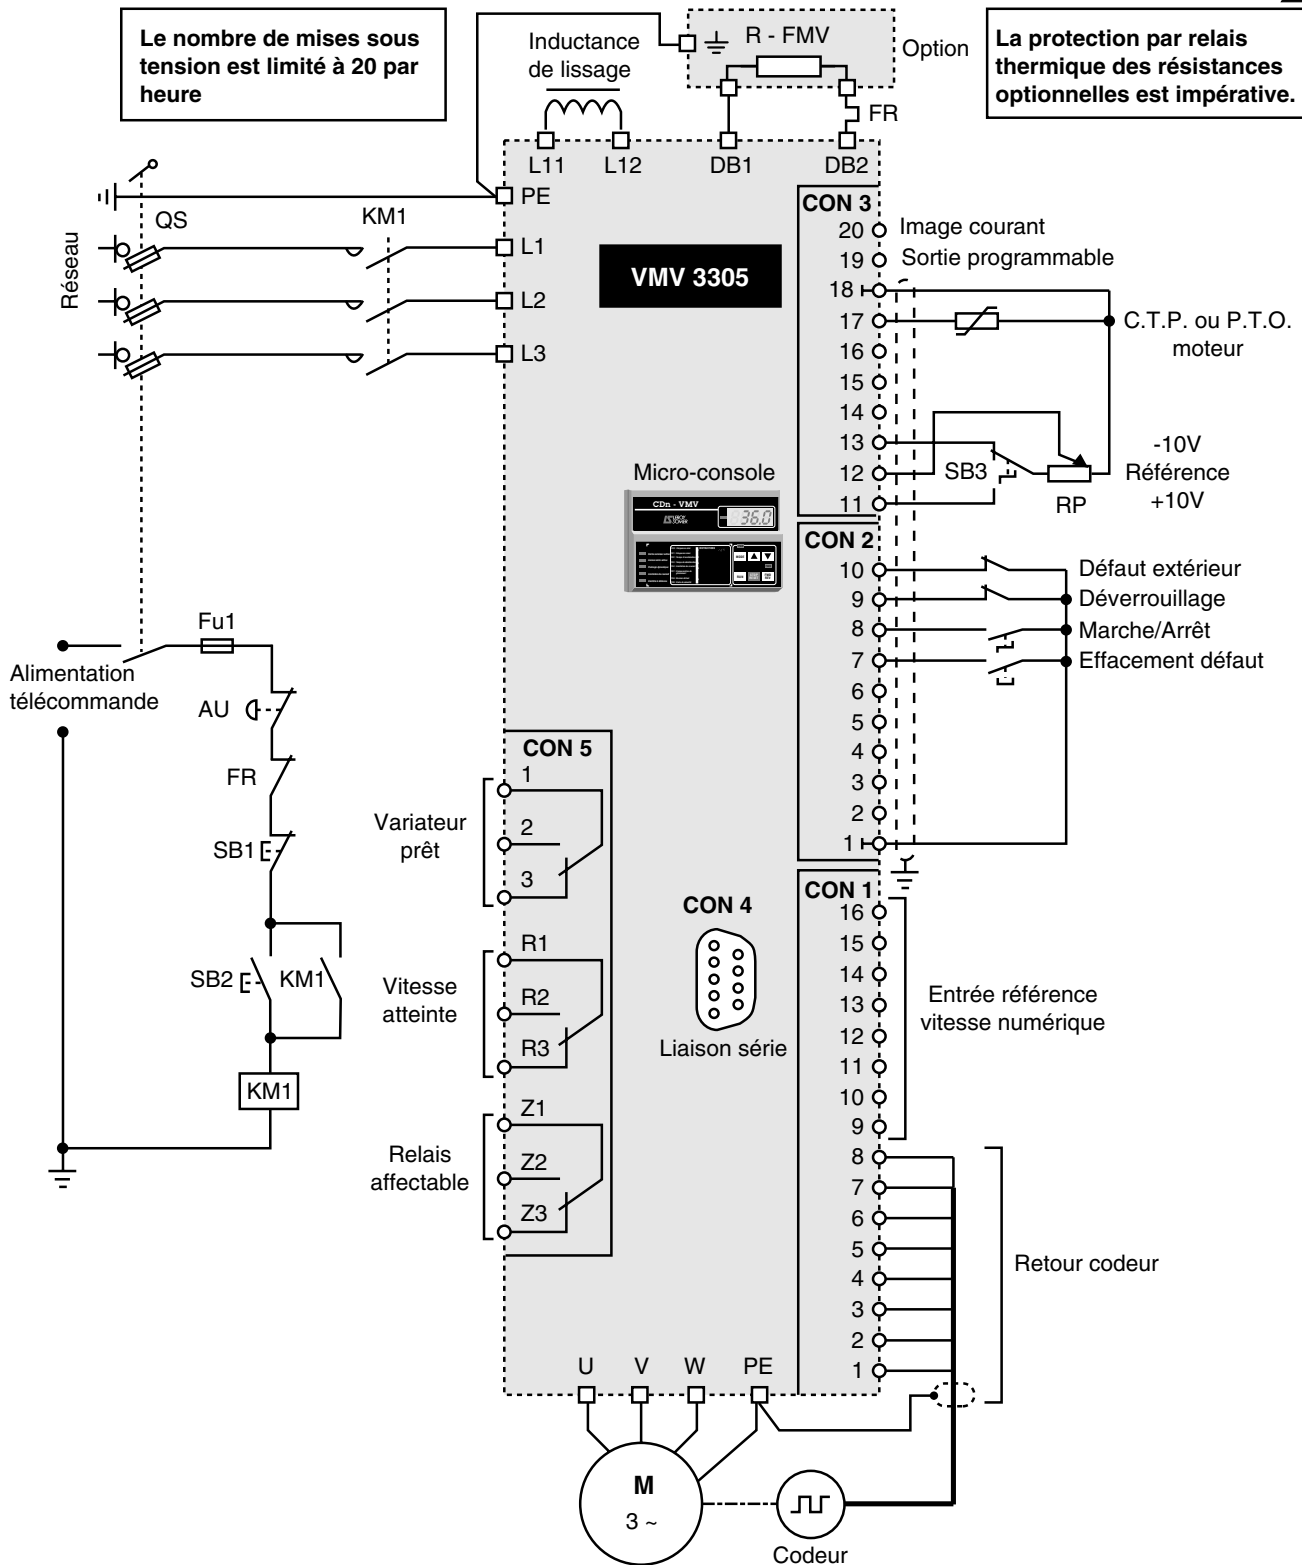 Le nombre de mises sous
tension est limité à 20 par
heure
Inductance
de lissage
R - FMV
Option
La protection par relais
thermique des résistances
optionnelles est impérative.
FR
L11
L12
DB1
DB2
PE
QS
KM1
Réseau
L1
L2
L3
VMV 3305
CON 3
20
Image courant
19
Sortie programmable
18
17
C.T.P. ou P.T.O.
moteur
16
15
14
13
12
11
SB3
RP
-10V
Référence
+10V
Micro-console
CDn - VMV
LEROY
SOMER
36.0
CON 2
10
Défaut extérieur
9
Déverrouillage
8
Marche/Arrêt
7
Effacement défaut
6
5
4
3
2
1
Alimentation
télécommande
Fu1
AU
FR
SB1
SB2
KM1
KM1
CON 5
1
2
3
Variateur
prêt
R1
R2
R3
Vitesse
atteinte
Z1
Z2
Z3
Relais
affectable
CON 4
Liaison série
CON 1
16
15
14
13
12
11
10
9
Entrée référence
vitesse numérique
8
7
6
5
4
3
2
1
Retour codeur
U
V
W
PE
M
3 ~
Codeur